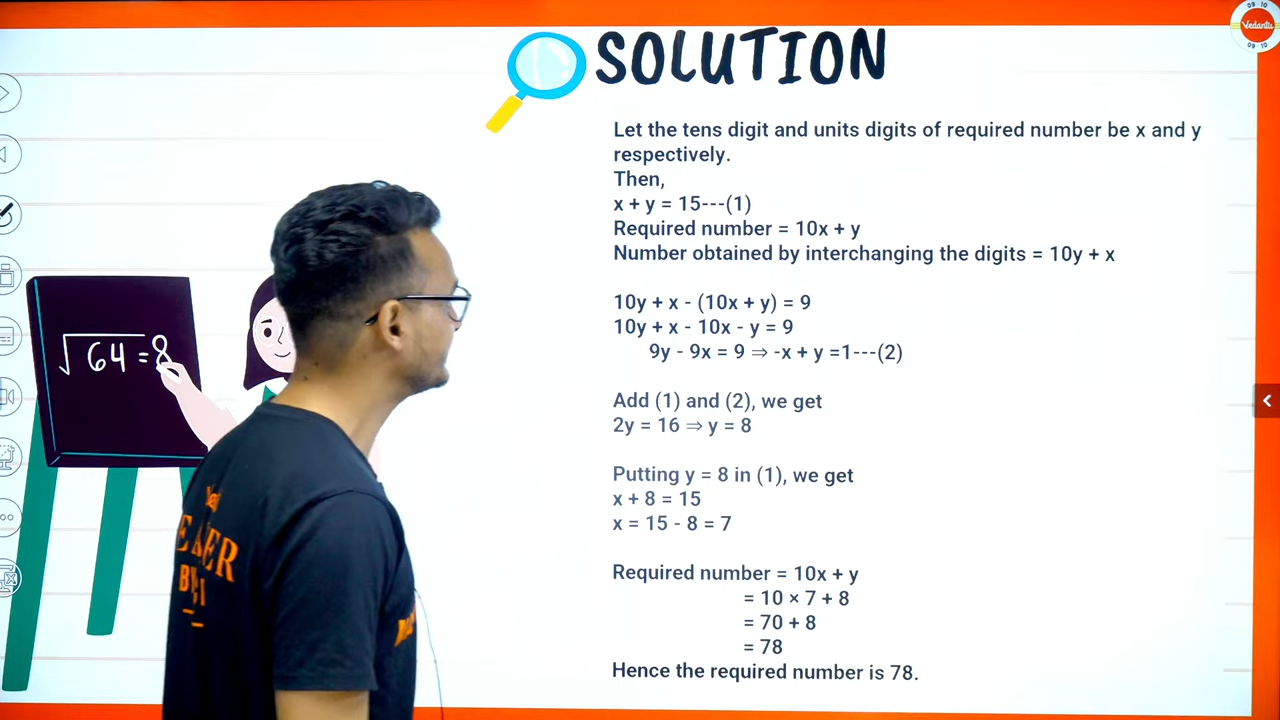 SOLUTION
Vedantu
Let the tens digit and units digits of required number be x and y
respectively.
Then,
x + y = 15---(1)
Required number = 10x + y
Number obtained by interchanging the digits = 10y + x
10y + x - (10x + y) = 9
10y + x - 10x - y = 9
9y - 9x = 9 ⇒ -x + y =1---(2)
Add (1) and (2), we get
2y = 16 ⇒ y = 8
Putting y = 8 in (1), we get
x + 8 = 15
x = 15 - 8 = 7
Required number = 10x + y
= 10 × 7 + 8
= 70 + 8
= 78
Hence the required number is 78.
√64 = 8